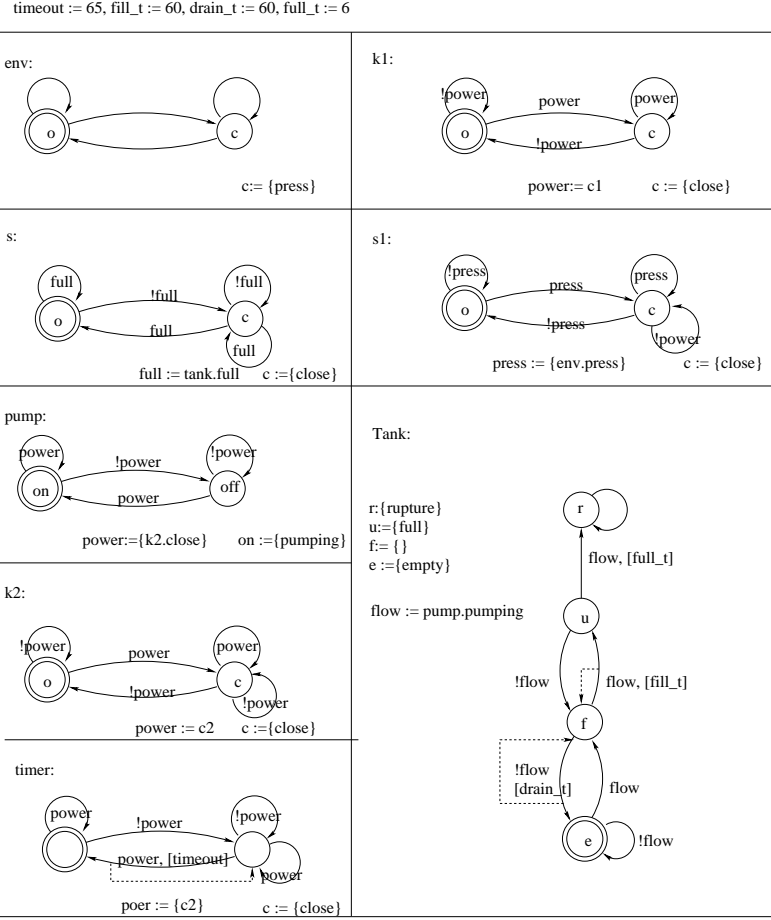 timeout := 65, fill_t := 60, drain_t := 60, full_t := 6
env:
o
c
c:= {press}
k1:
!power
power
power
o
c
!power
power:= c1 c := {close}
s:
full
!full
!full
o
c
full
full
full := tank.full c :={close}
s1:
!press
press
press
o
c
!press
!power
press := {env.press} c := {close}
pump:
power
!power
!power
on
off
power
power:={k2.close} on :={pumping}
k2:
!power
power
power
o
c
!power
!power
power := c2 c :={close}
timer:
power
!power
!power
power, [timeout]
power
poer := {c2} c := {close}
Tank:
r:{rupture}
u:={full}
f:= {}
e :={empty}
flow := pump.pumping
r
flow, [full_t]
u
!flow
flow, [fill_t]
f
!flow
[drain_t]
flow
e
!flow